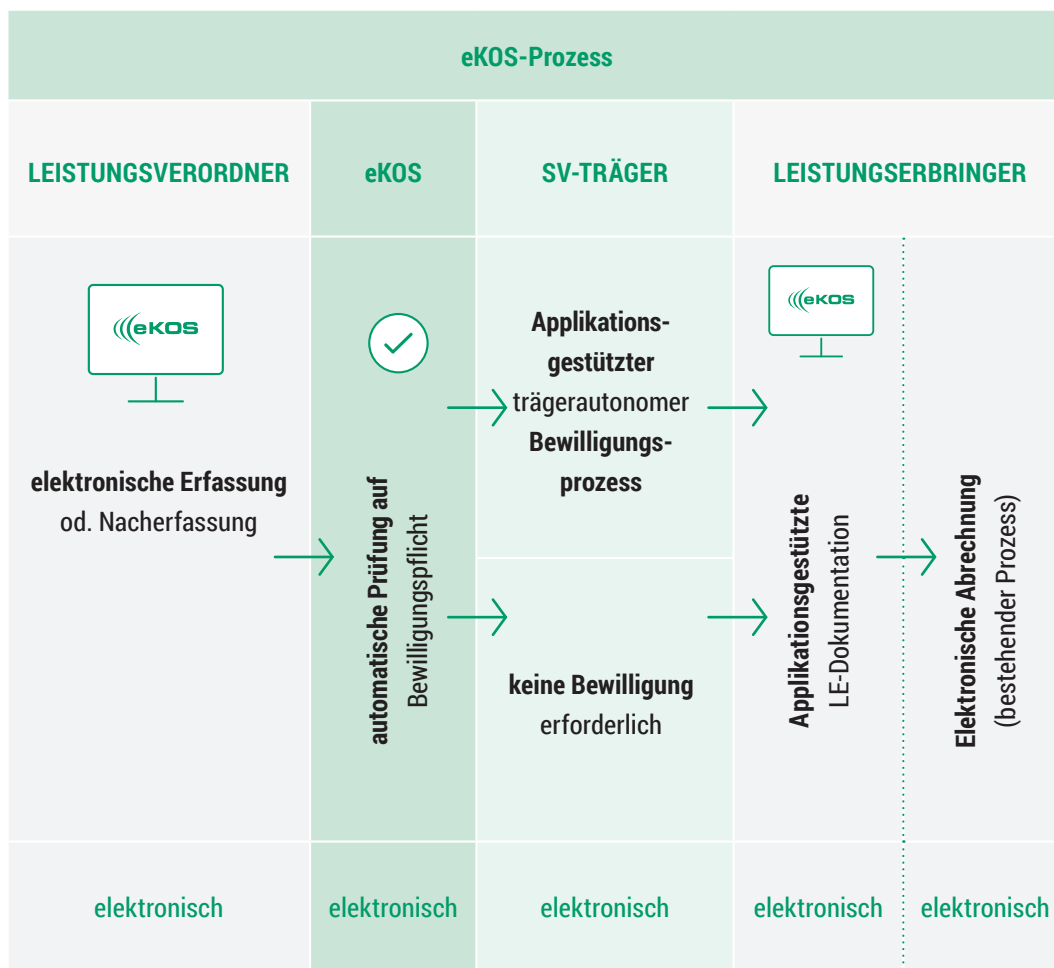 eKOS-Prozess
LEISTUNGSVERORDNER
eKOS
SV-TRÄGER
LEISTUNGSERBRINGER
eKOS
elektronische Erfassung
od. Nacherfassung
automatische Prüfung auf
Bewilligungspflicht
Applikations-
gestützter
trägerautonomer
Bewilligungs-
prozess
keine Bewilligung
erforderlich
eKOS
Applikationsgestützte
LE-Dokumentation
Elektronische Abrechnung
(bestehender Prozess)
elektronisch
elektronisch
elektronisch
elektronisch
elektronisch